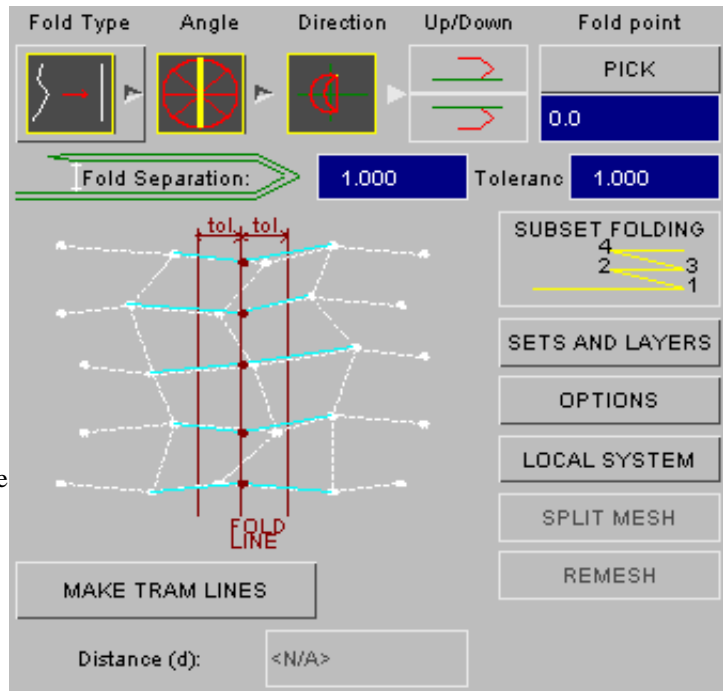 Fold Type Angle Direction Up/Down Fold point
PICK
0.0
Fold Separation: 1.000 Toleranc 1.000
tol. tol.
SUBSET FOLDING
4
2 3
1
SETS AND LAYERS
OPTIONS
LOCAL SYSTEM
e
SPLIT MESH
FOLD
LINE
REMESH
MAKE TRAM LINES
Distance (d): <N/A>